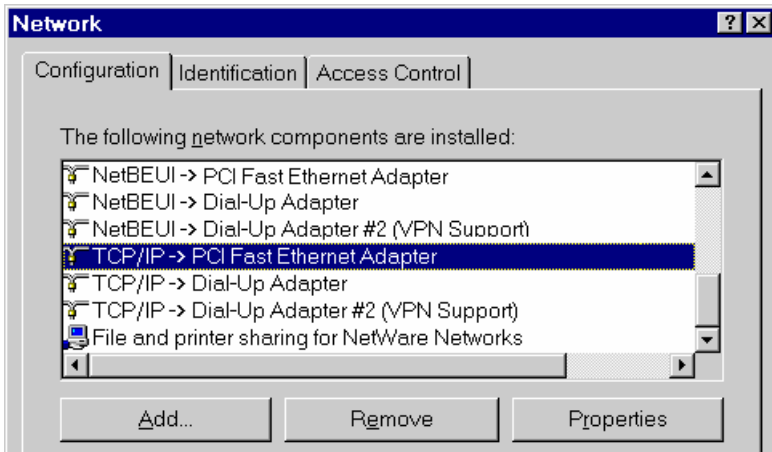 Network
Configuration Identification Access Control
The following network components are installed:
NetBEUI -> PCI Fast Ethernet Adapter
NetBEUI -> Dial-Up Adapter
NetBEUI -> Dial-Up Adapter #2 (VPN Support)
TCP/IP -> PCI Fast Ethernet Adapter
TCP/IP -> Dial-Up Adapter
TCP/IP -> Dial-Up Adapter #2 (VPN Support)
File and printer sharing for NetWare Networks
Add... Remove Properties